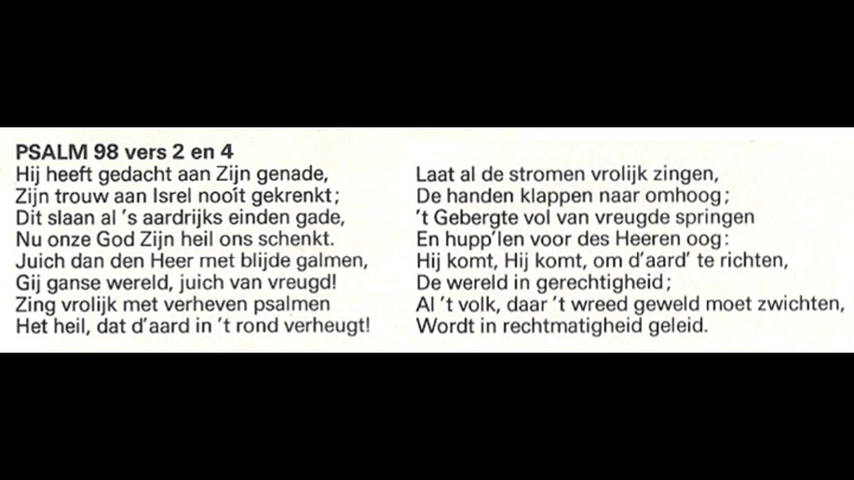 PSALM 98 vers 2 en 4
Hij heeft gedacht aan Zijn genade,
Zijn trouw aan Isrel nooit gekrenkt;
Dit slaan al 's aardrijks einden gade,
Nu onze God Zijn heil ons schenkt.
Juich dan den Heer met blijde galmen,
Gij ganse wereld, juich van vreugd!
Zing vrolijk met verheven psalmen
Het heil, dat d'aard in 't rond verheugt!
Laat al de stromen vrolijk zingen,
De handen klappen naar omhoog;
't Gebergte vol van vreugde springen
En hupp'len voor des Heeren oog:
Hij komt, Hij komt, om d'aard' te richten,
De wereld in gerechtigheid;
Al 't volk, daar 't wreed geweld moet zwichten,
Wordt in rechtmatigheid geleid.